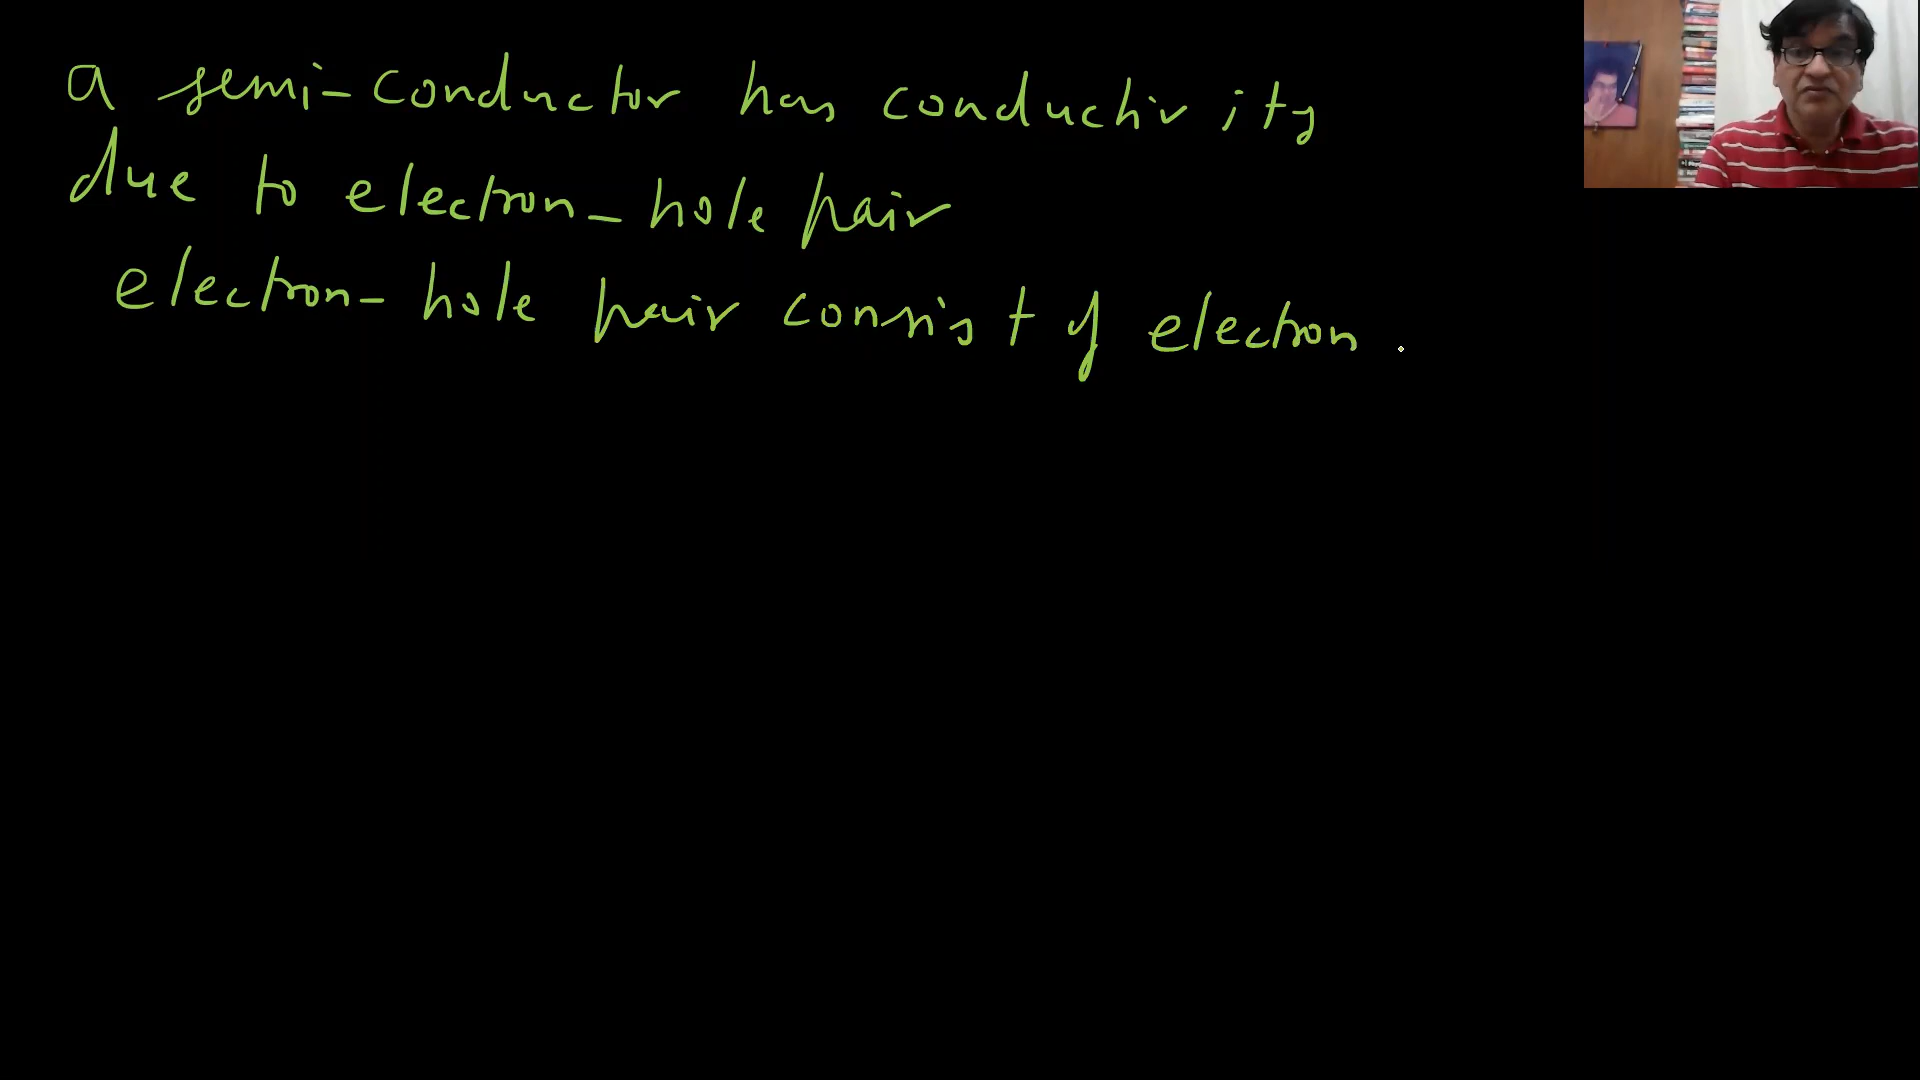 a semi-conductor has conductivity
due to electron-hole pair
electron-hole pair consist of electron